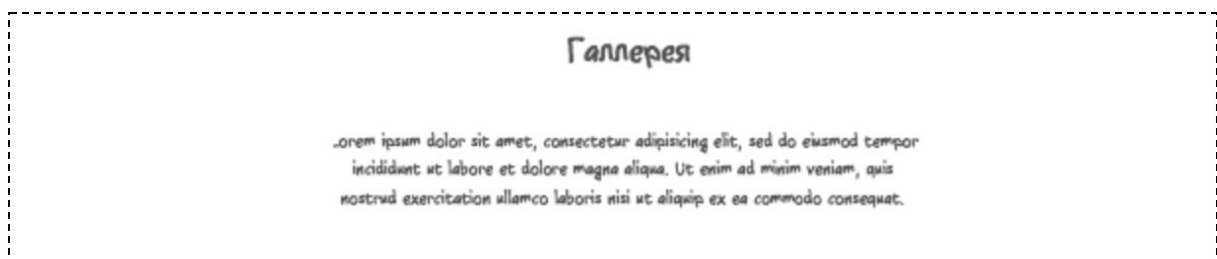 Галлерея
.orem ipsum dolor sit amet, consectetur adipisicing elit, sed do eiusmod tempor
incididunt ut labore et dolore magna aliqua. Ut enim ad minim veniam, quis
nostrud exercitation ullamco laboris nisi ut aliquip ex ea commodo consequat.